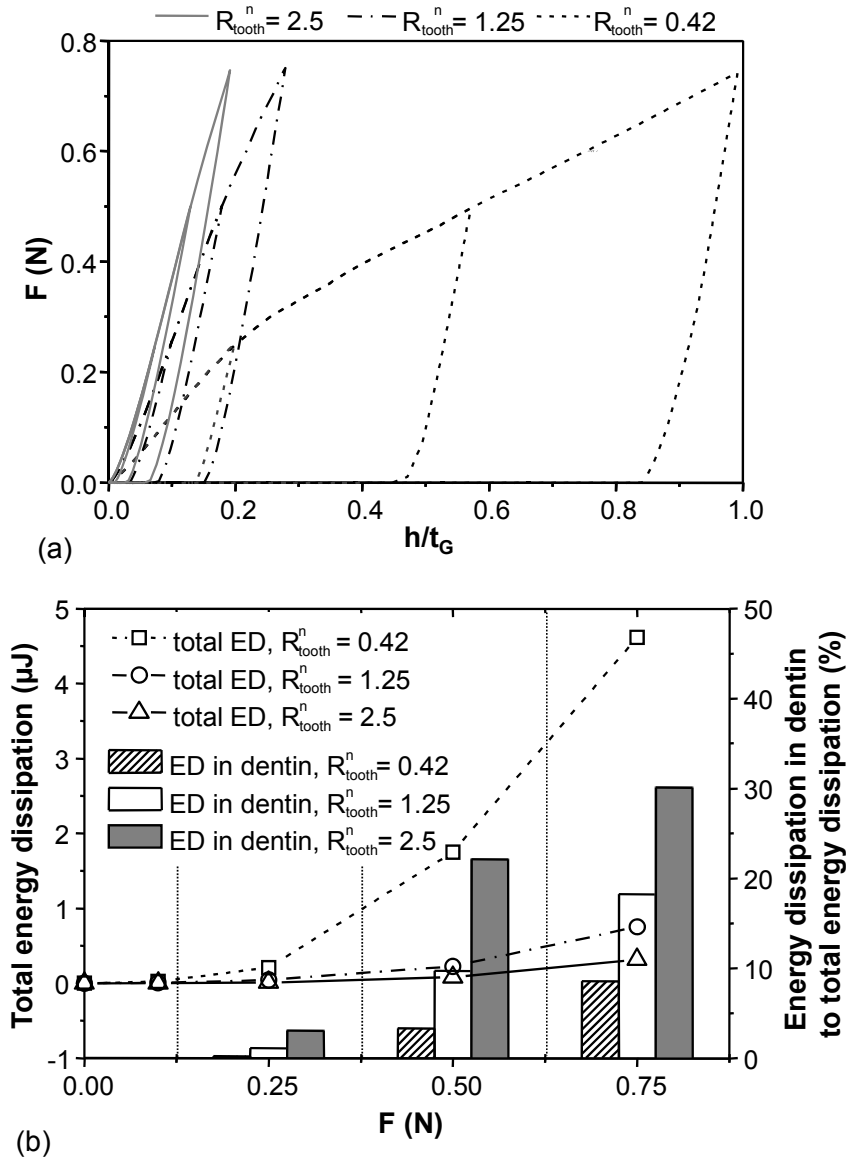 R^n_tooth = 2.5 R^n_tooth = 1.25 R^n_tooth = 0.42
0.8
0.6
0.4
0.2
0.0
F (N)
0.0 0.2 0.4 0.6 0.8 1.0
h/t_G
(a)
5
4
3
2
1
0
-1
Total energy dissipation (µJ)
total ED, R^n_tooth = 0.42
total ED, R^n_tooth = 1.25
total ED, R^n_tooth = 2.5
ED in dentin, R^n_tooth = 0.42
ED in dentin, R^n_tooth = 1.25
ED in dentin, R^n_tooth = 2.5
50
40
30
20
10
0
Energy dissipation in dentin
to total energy dissipation (%)
0.00 0.25 0.50 0.75
F (N)
(b)